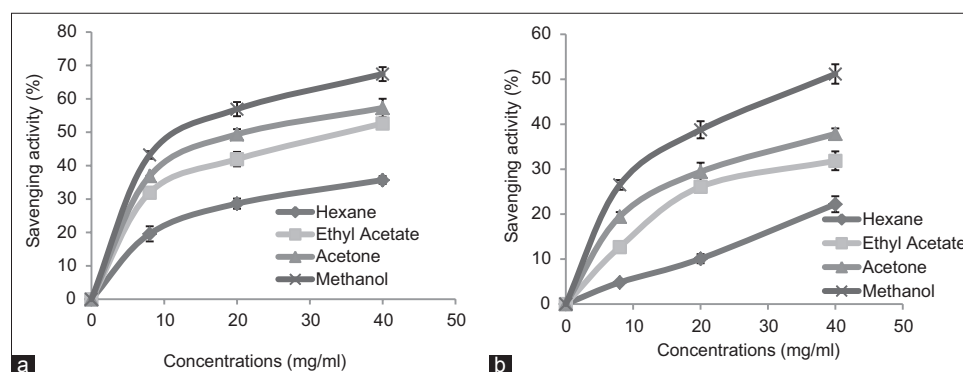 80
70
60
50
40
30
20
10
0
Savenging activity (%)
0 10 20 30 40 50
Concentrations (mg/ml)
Hexane
Ethyl Acetate
Acetone
Methanol
a
60
50
40
30
20
10
0
Savenging activity (%)
0 10 20 30 40 50
Concentrations (mg/ml)
Hexane
Ethyl Acetate
Acetone
Methanol
b